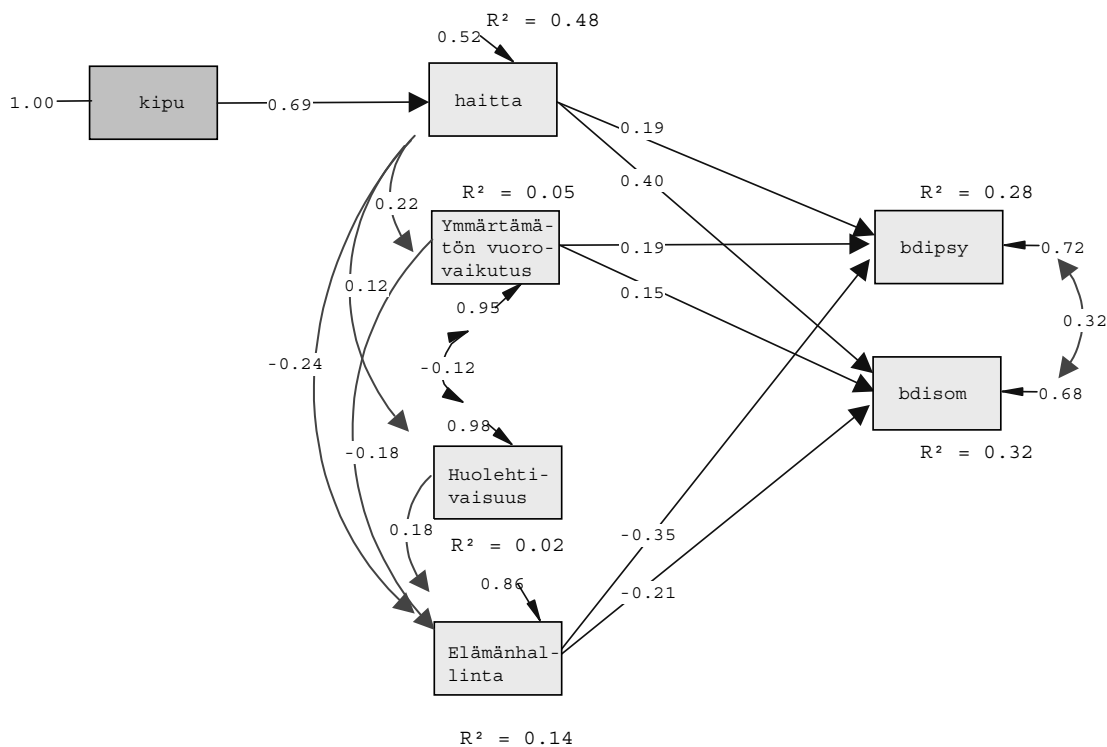 R² = 0.48
0.52
1.00
kipu
0.69
haitta
0.19
0.40
R² = 0.05
R² = 0.28
0.22
Ymmärtämä-
tön vuoro-
vaikutus
0.19
bdipsy
0.72
0.12
0.15
0.95
0.32
-0.24
-0.12
bdisom
0.68
0.98
-0.18
R² = 0.32
Huolehti-
vaisuus
0.18
-0.35
R² = 0.02
0.86
-0.21
Elämänhal-
linta
R² = 0.14